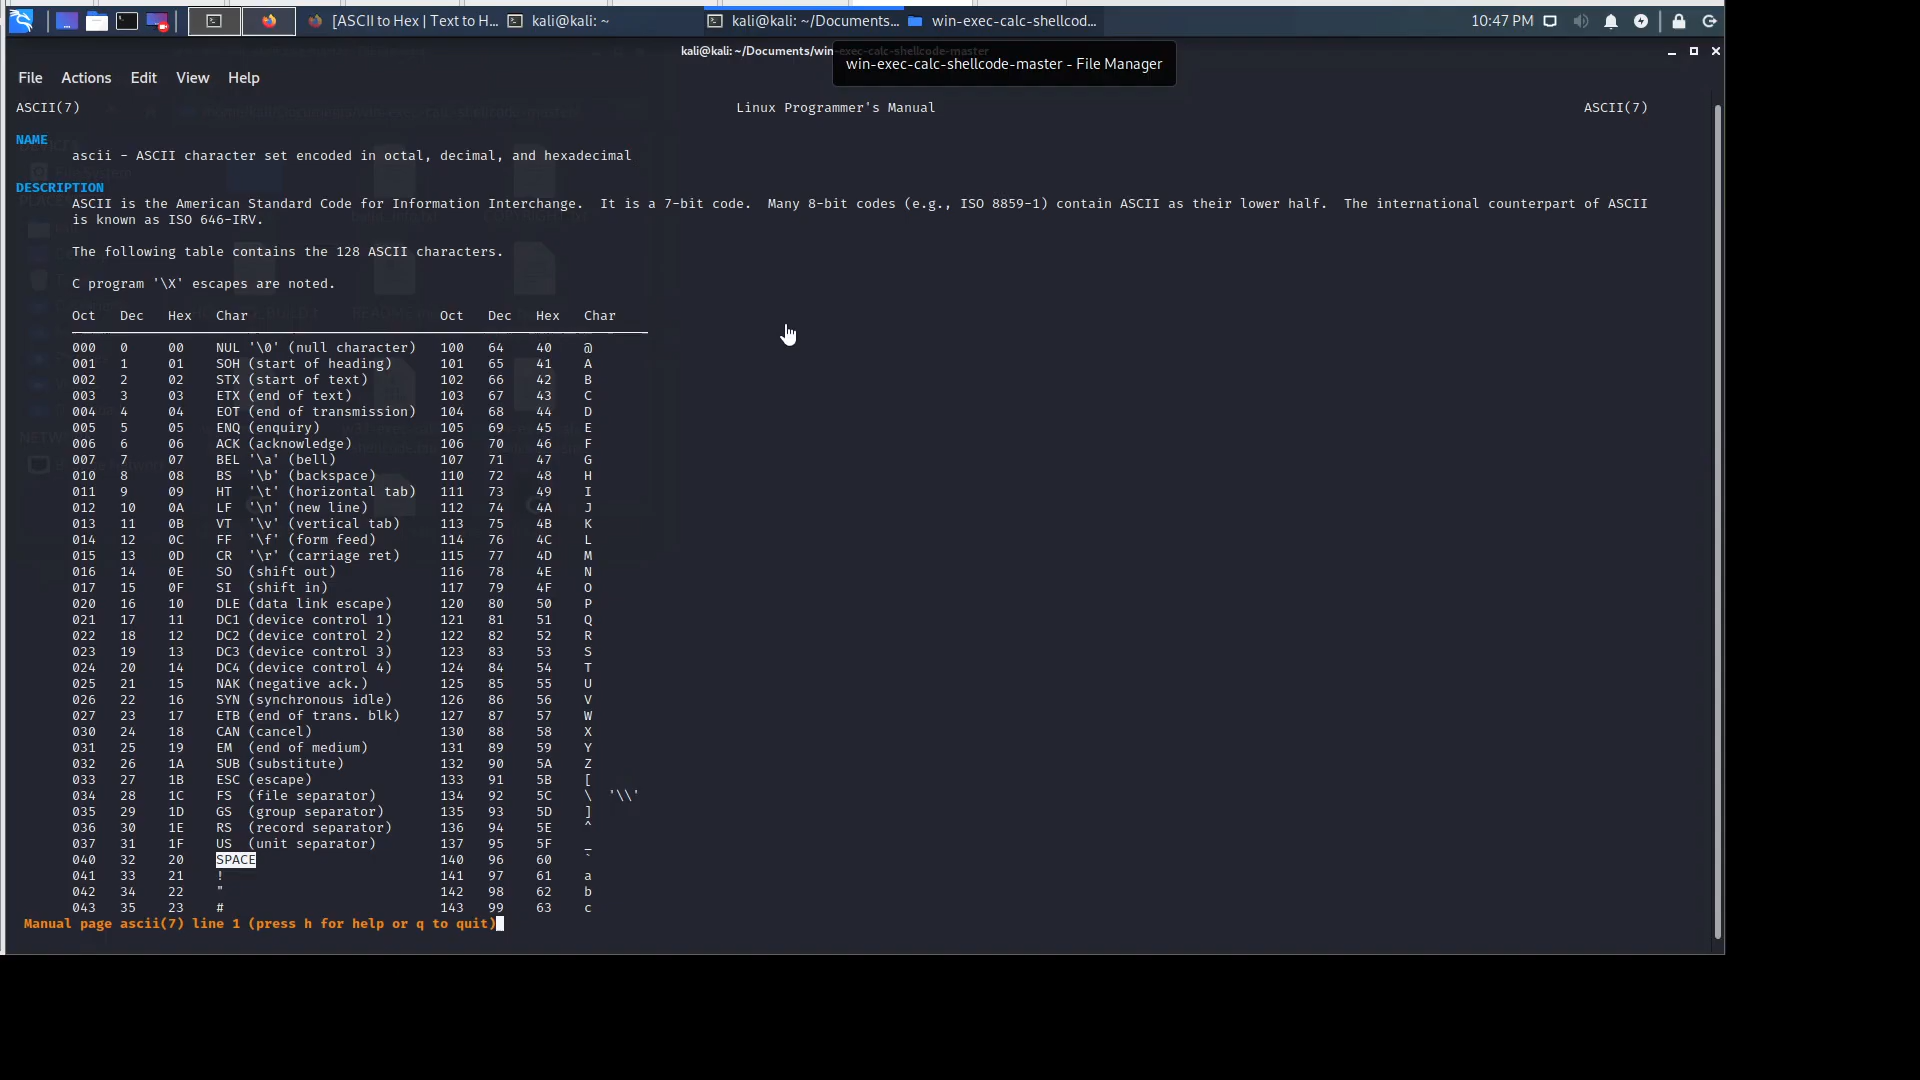 [ASCII to Hex | Text to H... kali@kali: ~ kali@kali: ~/Documents... win-exec-calc-shellcod... 10:47 PM
kali@kali: ~/Documents/win-exec-calc-shellcode-master
win-exec-calc-shellcode-master - File Manager
File Actions Edit View Help
ASCII(7) Linux Programmer's Manual ASCII(7)
NAME
ascii - ASCII character set encoded in octal, decimal, and hexadecimal
DESCRIPTION
ASCII is the American Standard Code for Information Interchange. It is a 7-bit code. Many 8-bit codes (e.g., ISO 8859-1) contain ASCII as their lower half. The international counterpart of ASCII
is known as ISO 646-IRV.
The following table contains the 128 ASCII characters.
C program '\X' escapes are noted.
Oct Dec Hex Char Oct Dec Hex Char
000 0 00 NUL '\0' (null character) 100 64 40 @
001 1 01 SOH (start of heading) 101 65 41 A
002 2 02 STX (start of text) 102 66 42 B
003 3 03 ETX (end of text) 103 67 43 C
004 4 04 EOT (end of transmission) 104 68 44 D
005 5 05 ENQ (enquiry) 105 69 45 E
006 6 06 ACK (acknowledge) 106 70 46 F
007 7 07 BEL '\a' (bell) 107 71 47 G
010 8 08 BS '\b' (backspace) 110 72 48 H
011 9 09 HT '\t' (horizontal tab) 111 73 49 I
012 10 0A LF '\n' (new line) 112 74 4A J
013 11 0B VT '\v' (vertical tab) 113 75 4B K
014 12 0C FF '\f' (form feed) 114 76 4C L
015 13 0D CR '\r' (carriage ret) 115 77 4D M
016 14 0E SO (shift out) 116 78 4E N
017 15 0F SI (shift in) 117 79 4F O
020 16 10 DLE (data link escape) 120 80 50 P
021 17 11 DC1 (device control 1) 121 81 51 Q
022 18 12 DC2 (device control 2) 122 82 52 R
023 19 13 DC3 (device control 3) 123 83 53 S
024 20 14 DC4 (device control 4) 124 84 54 T
025 21 15 NAK (negative ack.) 125 85 55 U
026 22 16 SYN (synchronous idle) 126 86 56 V
027 23 17 ETB (end of trans. blk) 127 87 57 W
030 24 18 CAN (cancel) 130 88 58 X
031 25 19 EM (end of medium) 131 89 59 Y
032 26 1A SUB (substitute) 132 90 5A Z
033 27 1B ESC (escape) 133 91 5B [
034 28 1C FS (file separator) 134 92 5C \ '\\'
035 29 1D GS (group separator) 135 93 5D ]
036 30 1E RS (record separator) 136 94 5E ^
037 31 1F US (unit separator) 137 95 5F _
040 32 20 SPACE 140 96 60 `
041 33 21 ! 141 97 61 a
042 34 22 " 142 98 62 b
043 35 23 # 143 99 63 c
Manual page ascii(7) line 1 (press h for help or q to quit)